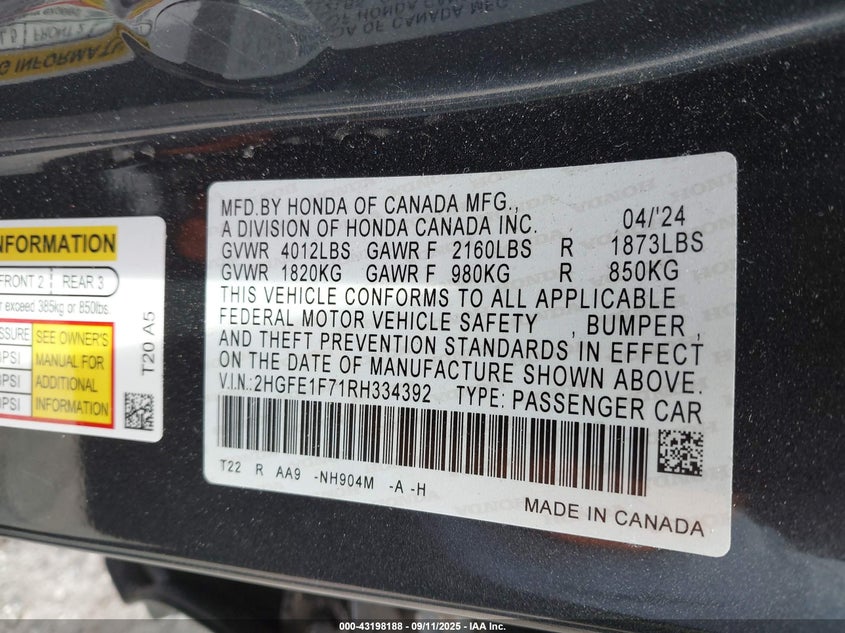 NFORMATION
FRONT 2
REAR 3
r exceed 385kg or 850lbs.
SSURE
SEE OWNER'S
MANUAL FOR
ADDITIONAL
INFORMATION
PSI
PSI
T20 A5
MFD.BY HONDA OF CANADA MFG.,
A DIVISION OF HONDA CANADA INC. 04/'24
GVWR 4012LBS GAWR F 2160LBS R 1873LBS
GVWR 1820KG GAWR F 980KG R 850KG
THIS VEHICLE CONFORMS TO ALL APPLICABLE
FEDERAL MOTOR VEHICLE SAFETY , BUMPER ,
AND THEFT PREVENTION STANDARDS IN EFFECT
ON THE DATE OF MANUFACTURE SHOWN ABOVE.
V.I.N.:2HGFE1F71RH334392 TYPE: PASSENGER CAR
T22 R AA9 -NH904M -A -H
MADE IN CANADA
000-43198188 - 09/11/2025 - IAA Inc.